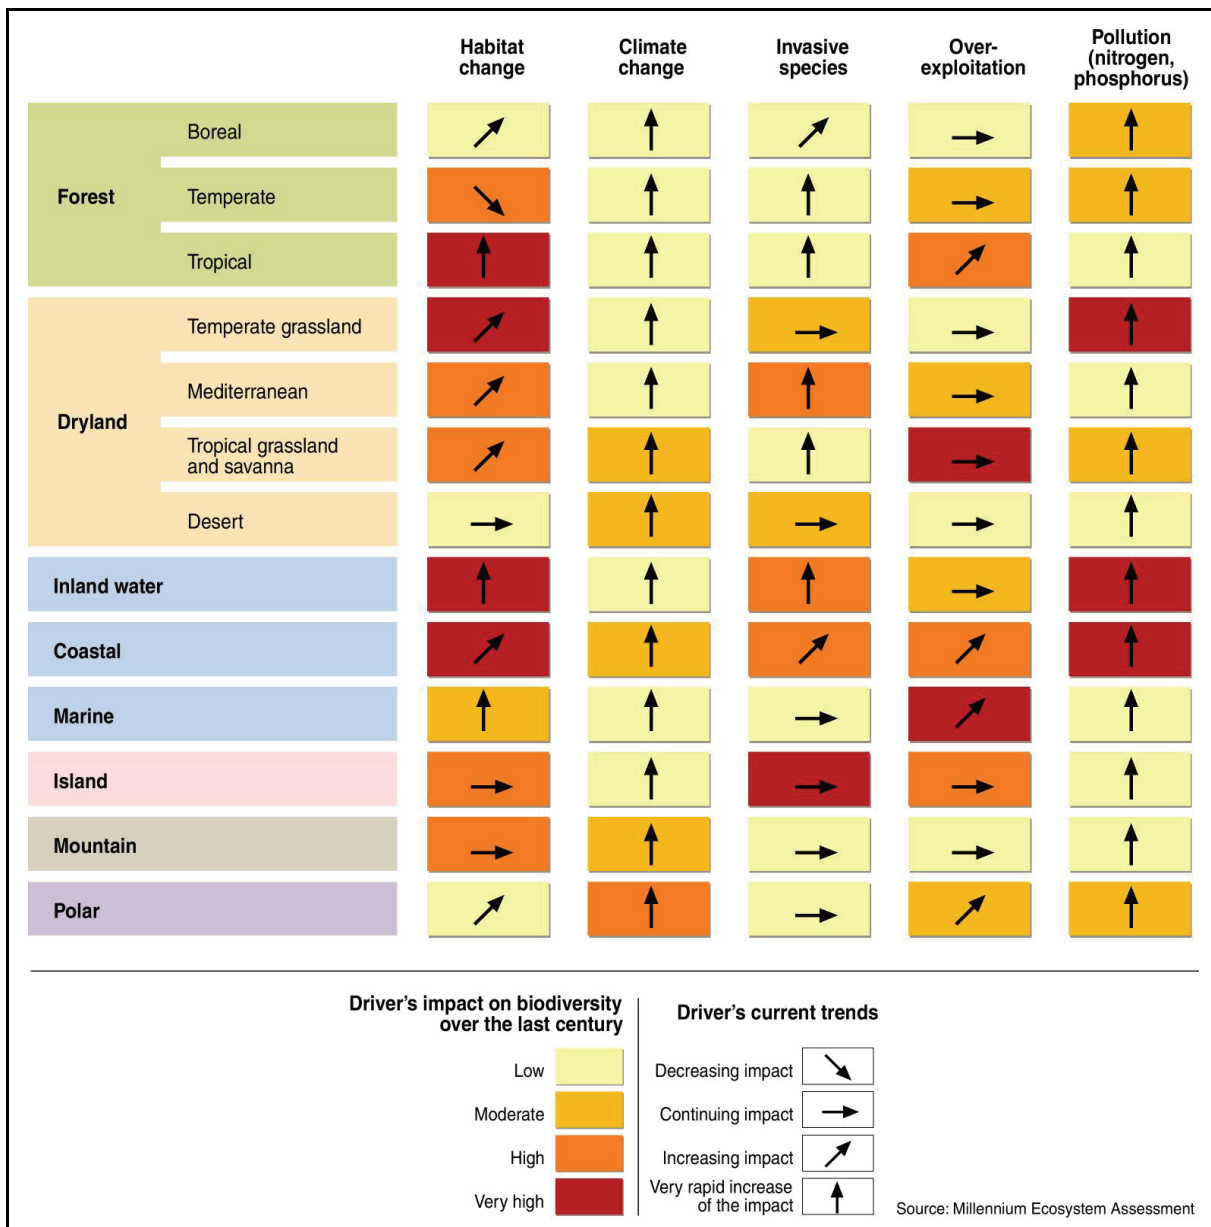 Habitat
change
Climate
change
Invasive
species
Over-
exploitation
Pollution
(nitrogen,
phosphorus)
Forest
Boreal
Temperate
Tropical
Dryland
Temperate grassland
Mediterranean
Tropical grassland
and savanna
Desert
Inland water
Coastal
Marine
Island
Mountain
Polar
Driver's impact on biodiversity
over the last century
Low
Moderate
High
Very high
Driver's current trends
Decreasing impact
Continuing impact
Increasing impact
Very rapid increase
of the impact
Source: Millennium Ecosystem Assessment